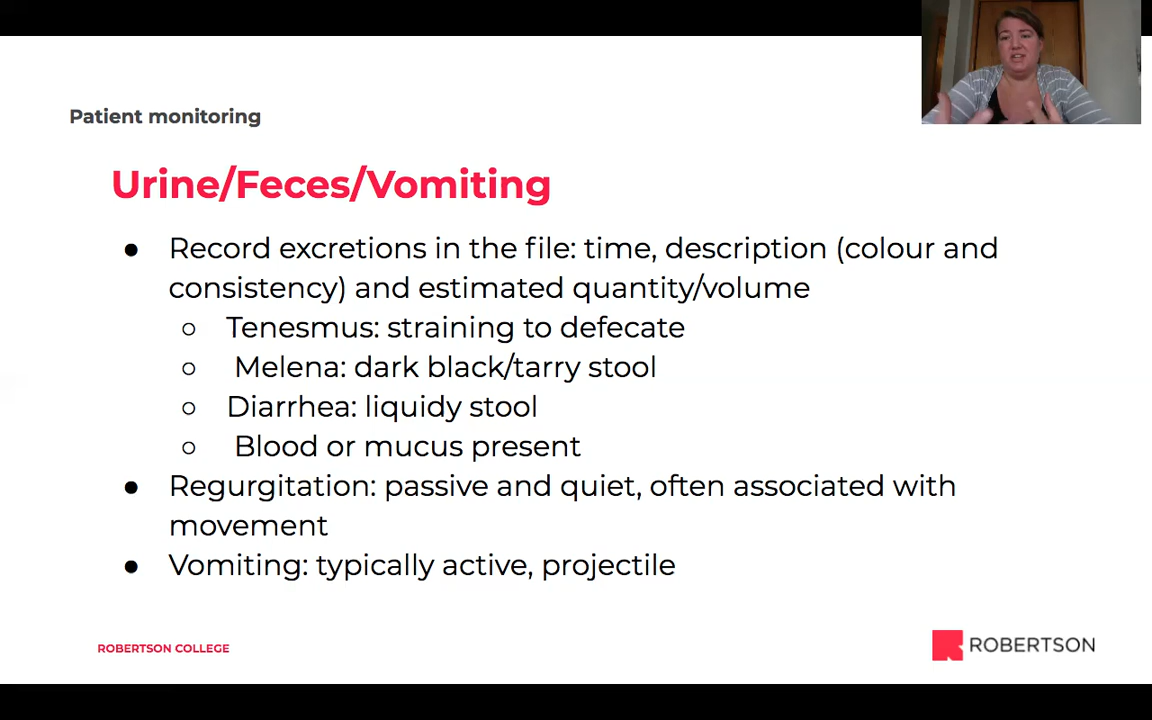 Patient monitoring
Urine/Feces/Vomiting
● Record excretions in the file: time, description (colour and
consistency) and estimated quantity/volume
○ Tenesmus: straining to defecate
○ Melena: dark black/tarry stool
○ Diarrhea: liquidy stool
○ Blood or mucus present
● Regurgitation: passive and quiet, often associated with
movement
● Vomiting: typically active, projectile
ROBERTSON COLLEGE
ROBERTSON